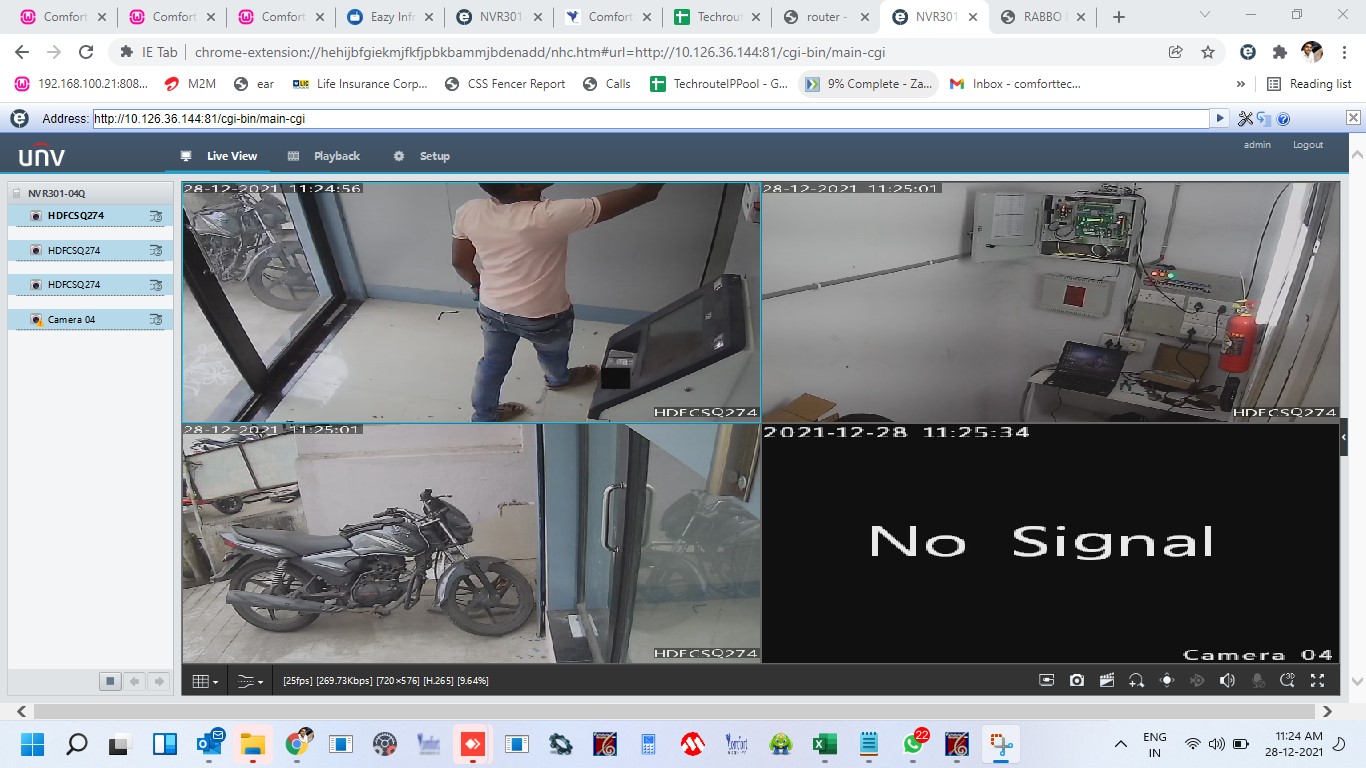 Comfort
Comfort
Comfort
Eazy Infr
NVR301
Comfort
Techrout
router -
NVR301
RABBO
IE Tab
chrome-extension://hehijbfgiekmjfkfjpbkbammjbdenadd/nhc.htm#url=http://10.126.36.144:81/cgi-bin/main-cgi
192.168.100.21:808...
M2M
ear
Life Insurance Corp...
CSS Fencer Report
Calls
TechrouteIPPool - G...
9% Complete - Za...
Inbox - comforttec...
»
Reading list
Address:
http://10.126.36.144:81/cgi-bin/main-cgi
unv
Live View
Playback
Setup
admin
Logout
NVR301-04Q
HDFCSQ274
HDFCSQ274
HDFCSQ274
Camera 04
28-12-2021 11:24:56
HDFCSQ274
28-12-2021 11:25:01
HDFCSQ274
28-12-2021 11:25:01
HDFCSQ274
2021-12-28 11:25:34
No Signal
Camera 04
[25fps] [269.73Kbps] [720×576] [H.265] [9.64%]
22
ENG
IN
11:24 AM
28-12-2021